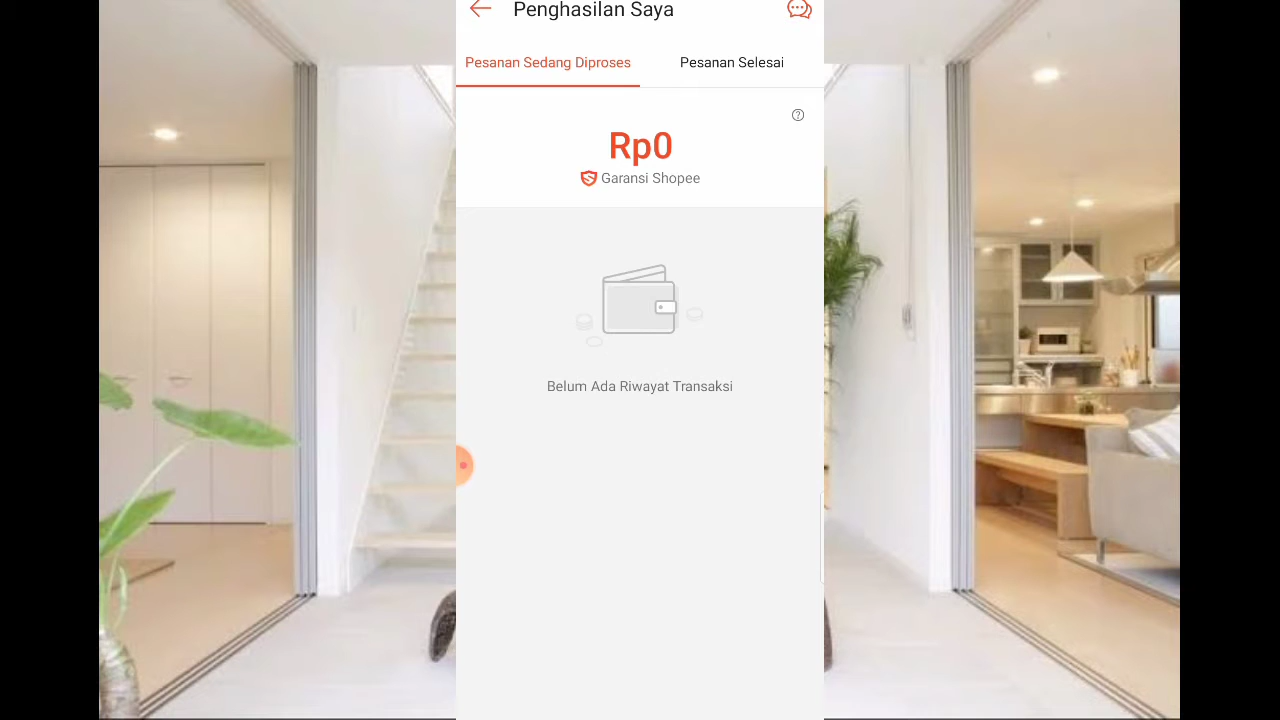 Penghasilan Saya
Pesanan Sedang Diproses
Pesanan Selesai
Rp0
Garansi Shopee
Belum Ada Riwayat Transaksi